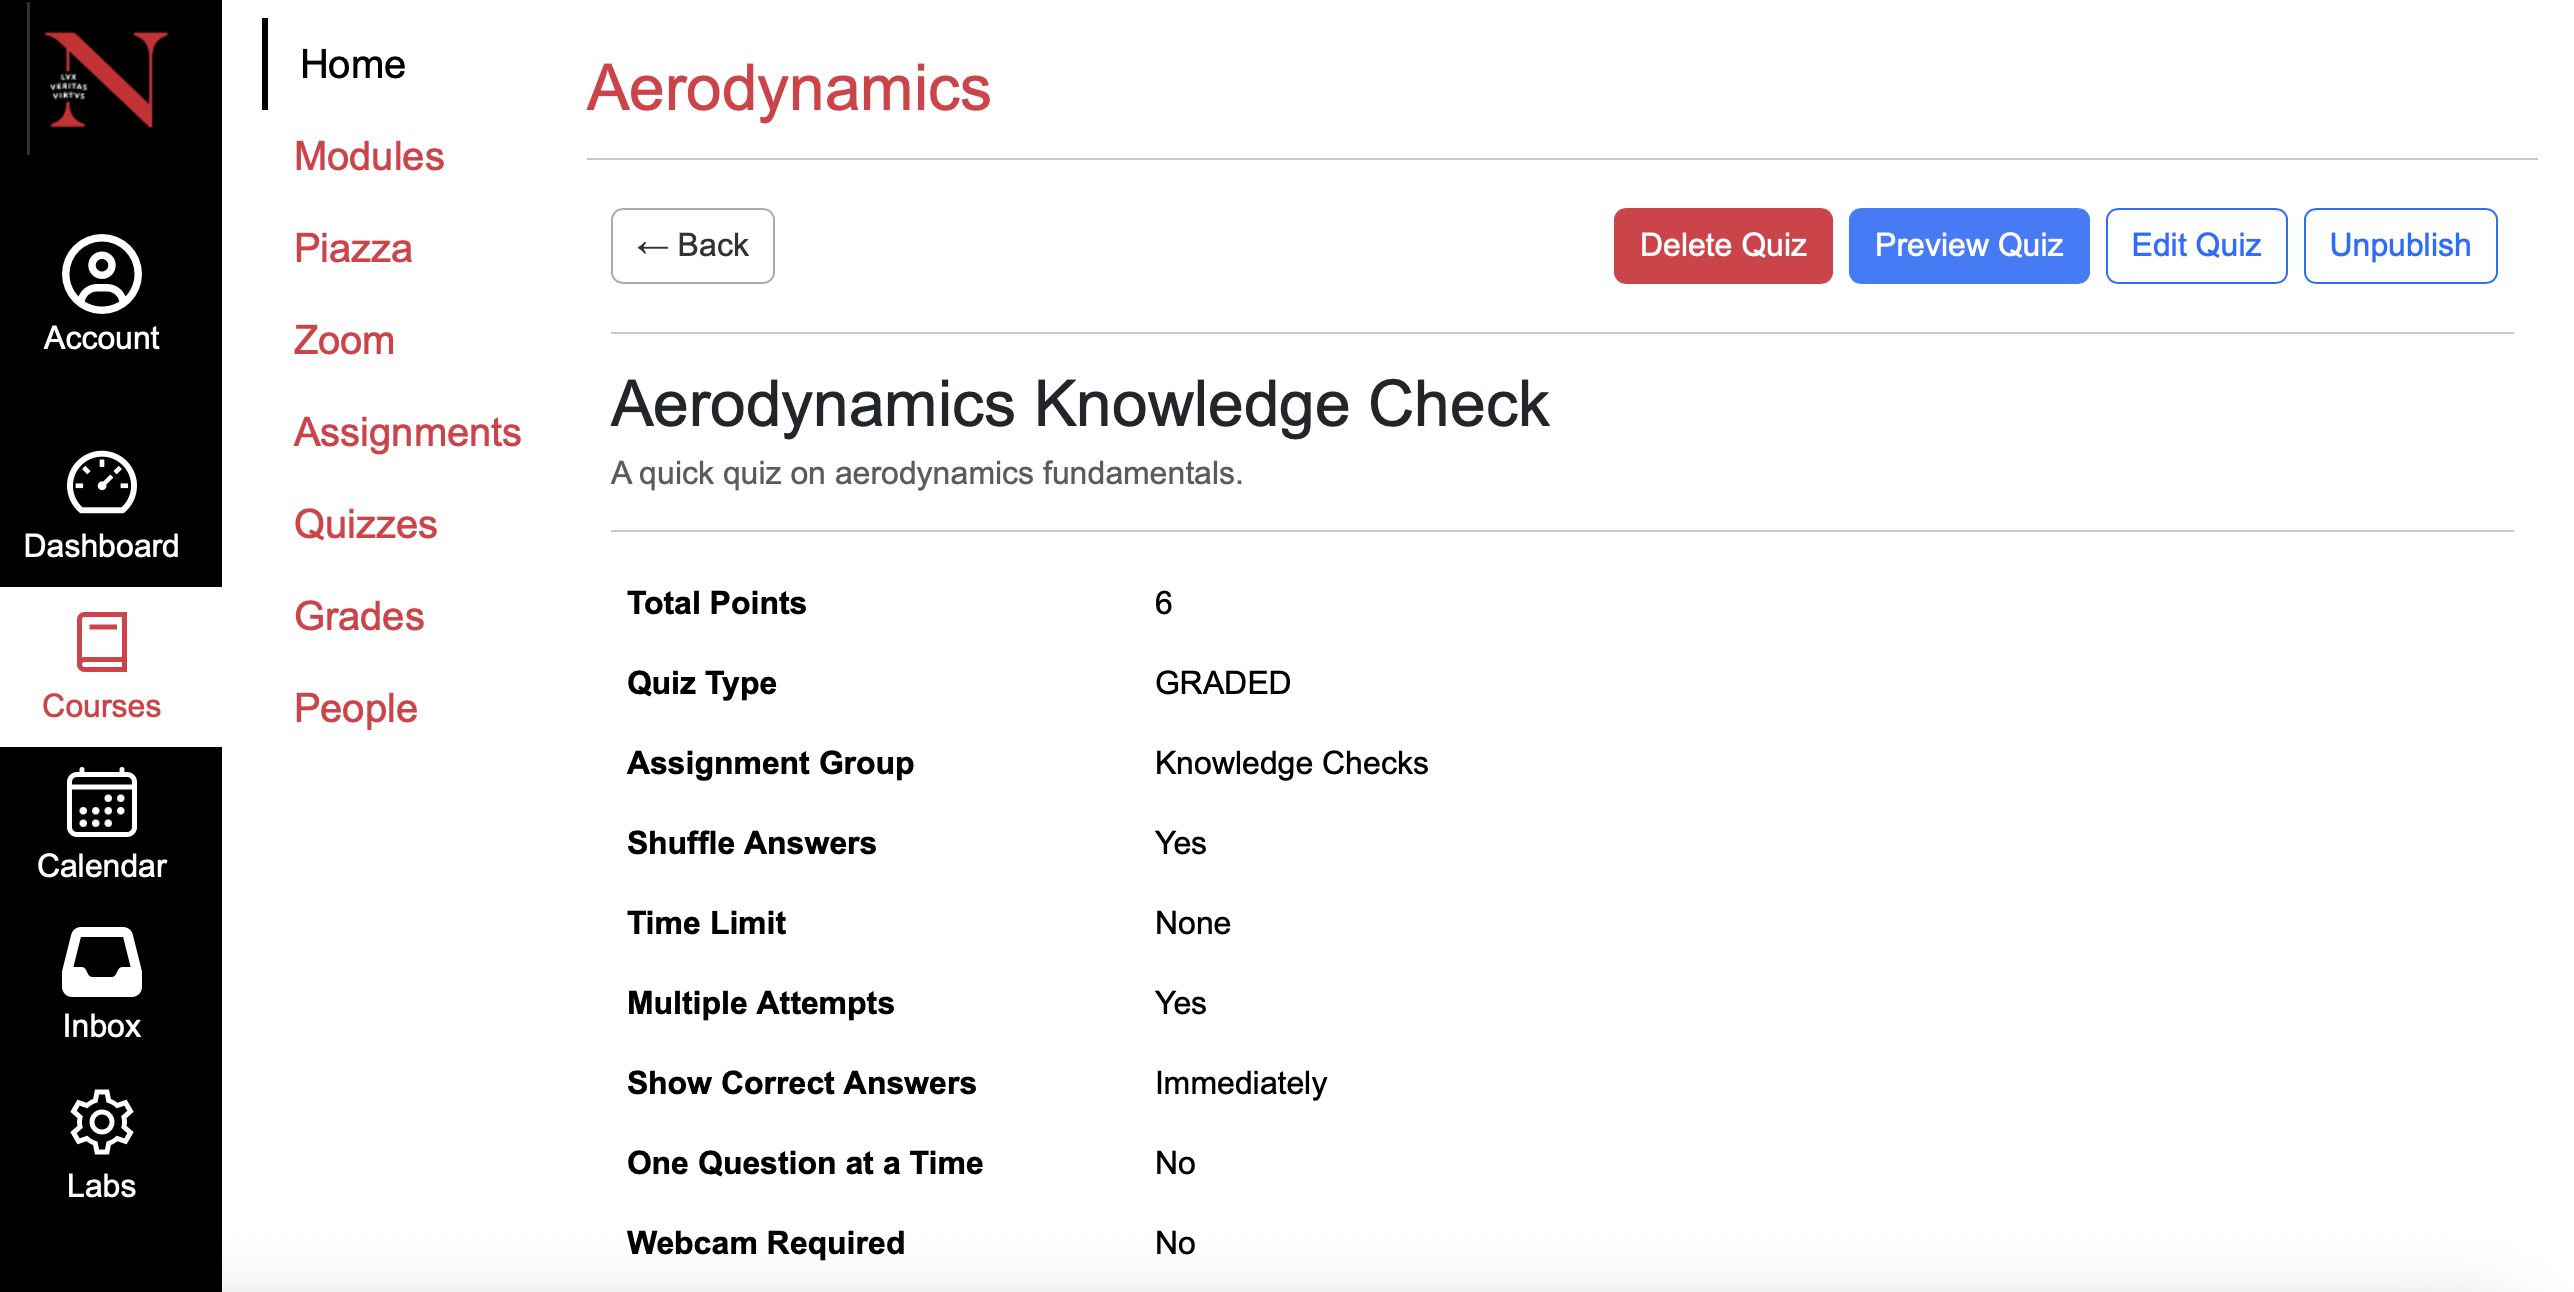 LVX
VERITAS
VIRTVS
Account
Dashboard
Courses
Calendar
Inbox
Labs
Home
Modules
Piazza
Zoom
Assignments
Quizzes
Grades
People
Aerodynamics
← Back
Delete Quiz
Preview Quiz
Edit Quiz
Unpublish
Aerodynamics Knowledge Check
A quick quiz on aerodynamics fundamentals.
Total Points 6
Quiz Type GRADED
Assignment Group Knowledge Checks
Shuffle Answers Yes
Time Limit None
Multiple Attempts Yes
Show Correct Answers Immediately
One Question at a Time No
Webcam Required No